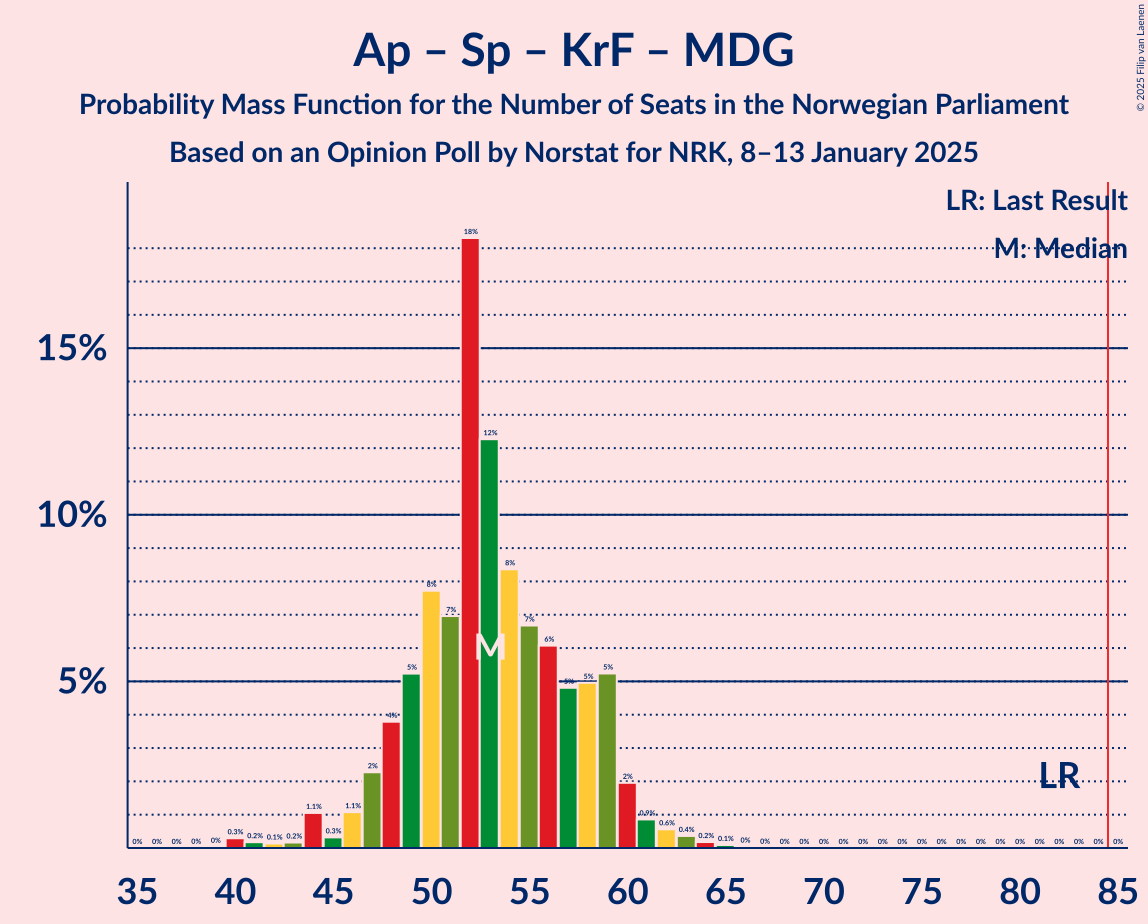 Ap – Sp – KrF – MDG
Probability Mass Function for the Number of Seats in the Norwegian Parliament
Based on an Opinion Poll by Norstat for NRK, 8–13 January 2025
© 2025 Filip van Laenen
LR: Last Result
M: Median
15%
10%
5%
0% 0% 0% 0% 0% 0.3% 0.2% 0.1% 0.2% 1.1% 0.3% 1.1% 2% 4% 5% 8% 7% 18% 12% 8% 7% 6% 5% 5% 5% 2% 0.9% 0.6% 0.4% 0.2% 0.1% 0% 0% 0% 0% 0% 0% 0% 0% 0% 0% 0% 0% 0% 0% 0% 0% 0% 0% 0% 0%
M
LR
35 40 45 50 55 60 65 70 75 80 85